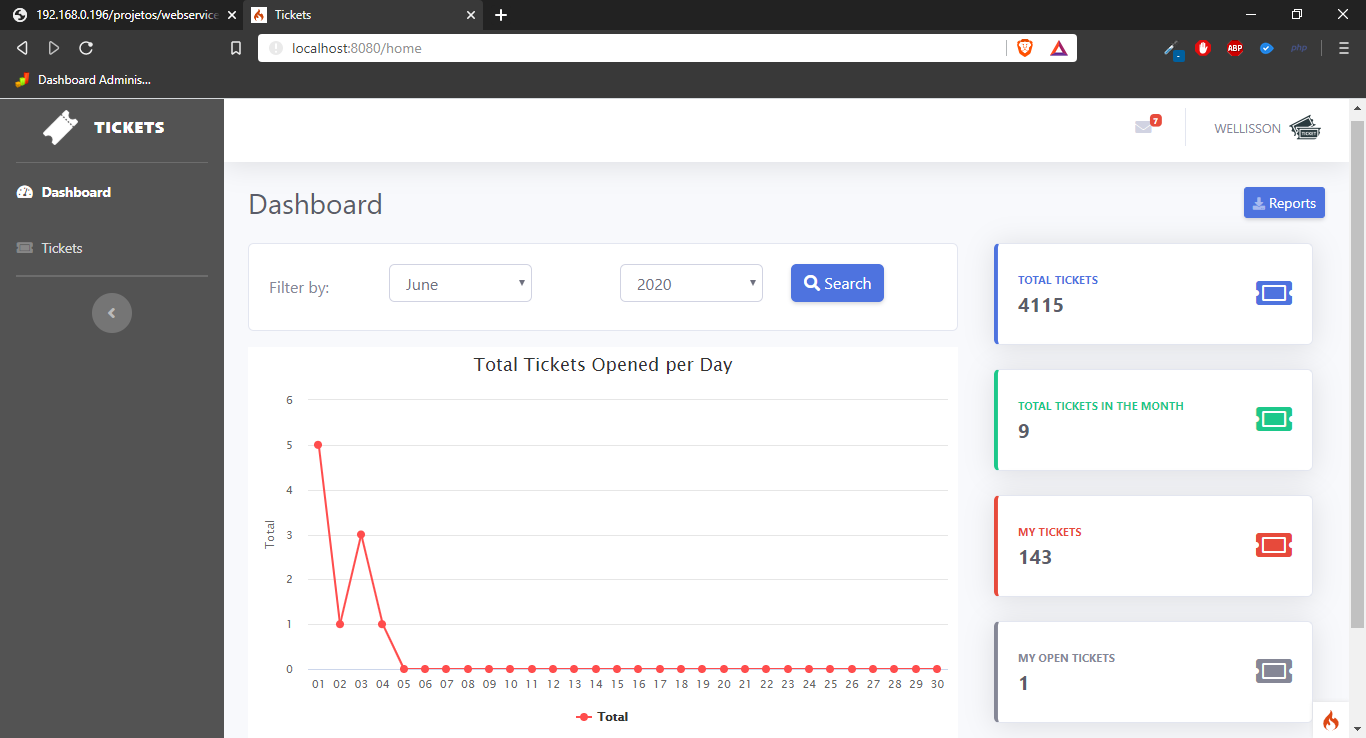 192.168.0.196/projetos/webservice
Tickets
localhost:8080/home
ABP
php
Dashboard Adminis...
TICKETS
7
WELLISSON
TICKET
Dashboard
Tickets
Dashboard
Reports
Filter by:
June
2020
Search
TOTAL TICKETS
4115
TOTAL TICKETS IN THE MONTH
9
MY TICKETS
143
MY OPEN TICKETS
1
Total Tickets Opened per Day
6
5
4
3
2
1
0
Total
01 02 03 04 05 06 07 08 09 10 11 12 13 14 15 16 17 18 19 20 21 22 23 24 25 26 27 28 29 30
Total